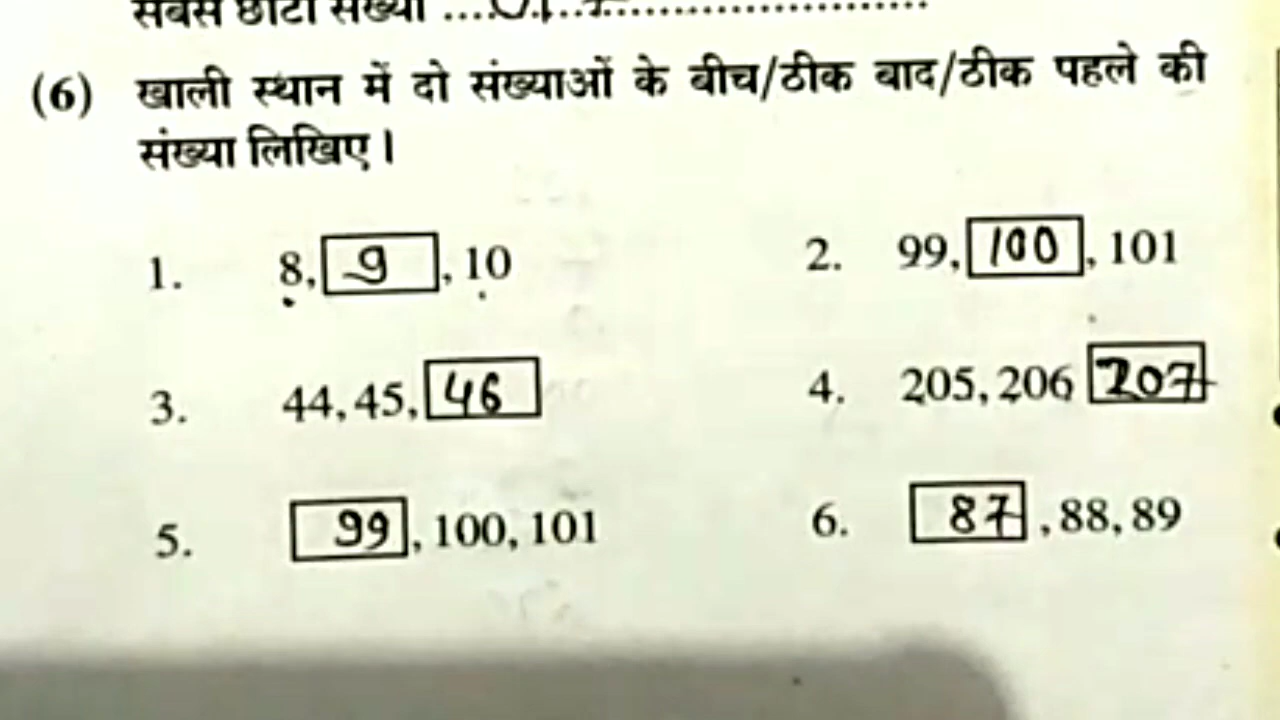 सबसे छोटी संख्या
(6) खाली स्थान में दो संख्याओं के बीच/ठीक बाद/ठीक पहले की
संख्या लिखिए।
1. 8, 9, 10 2. 99, 100, 101
3. 44, 45, 46 4. 205, 206 207
5. 99, 100, 101 6. 87, 88, 89